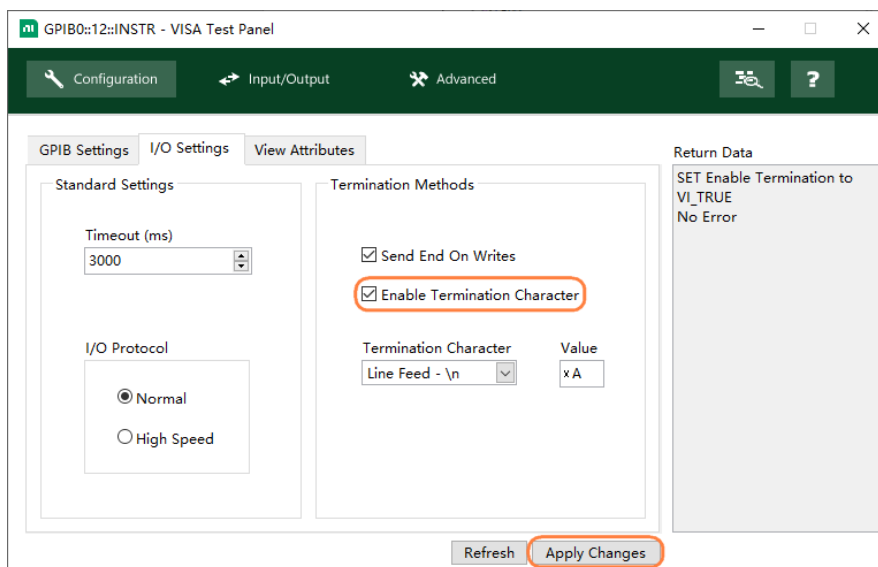 GPIB0::12::INSTR - VISA Test Panel
Configuration
Input/Output
Advanced
?
GPIB Settings
I/O Settings
View Attributes
Standard Settings
Timeout (ms)
3000
I/O Protocol
Normal
High Speed
Termination Methods
Send End On Writes
Enable Termination Character
Termination Character
Value
Line Feed - \n
x A
Return Data
SET Enable Termination to
VI_TRUE
No Error
Refresh
Apply Changes